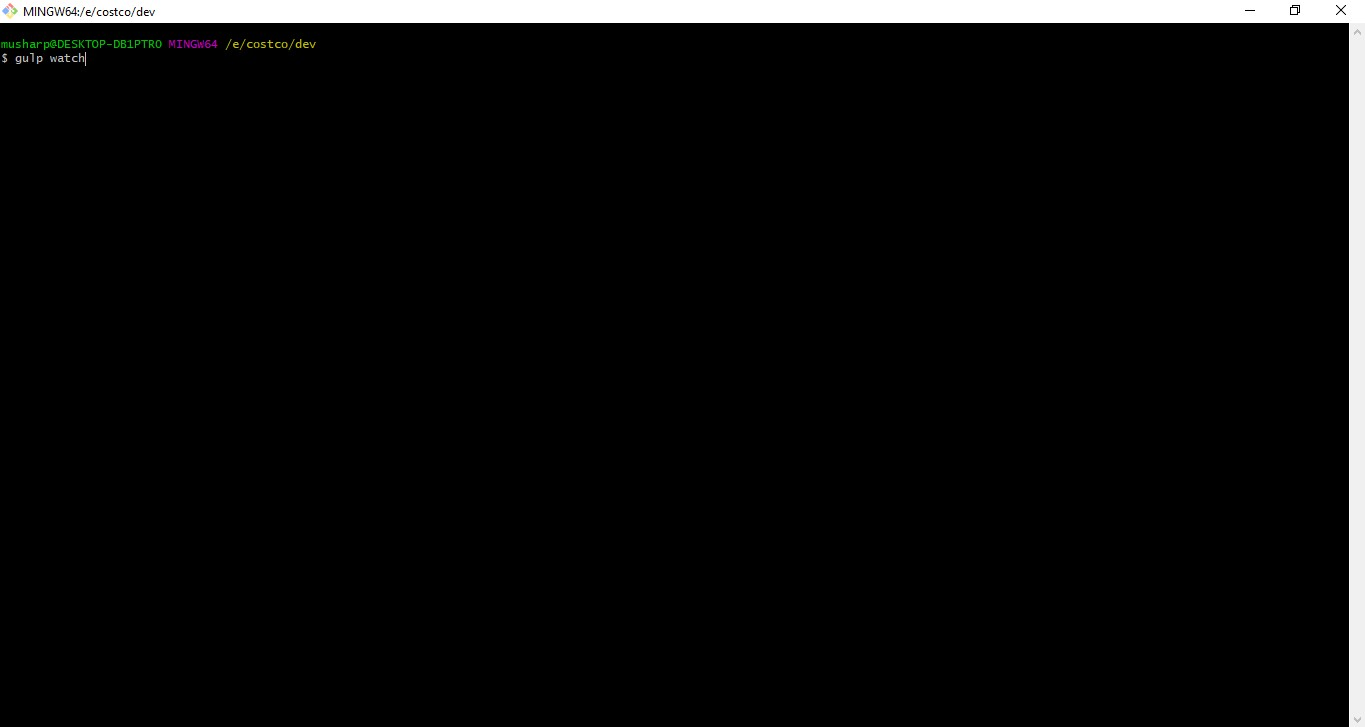 MINGW64:/e/costco/dev
musharp@DESKTOP-DB1PTRO MINGW64 /e/costco/dev
$ gulp watch